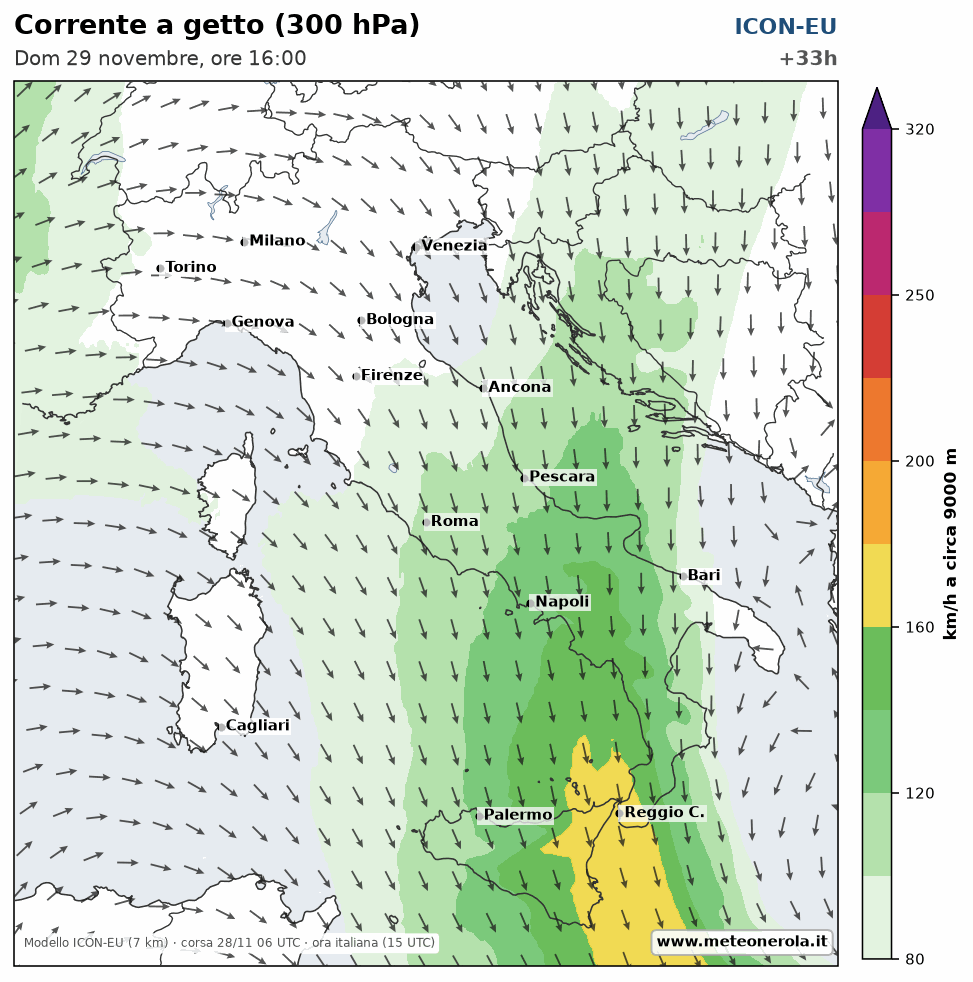 Corrente a getto (300 hPa)
ICON-EU
Dom 29 novembre, ore 16:00
+33h
Milano
Venezia
Torino
Genova
Bologna
Firenze
Ancona
Pescara
Roma
Bari
Napoli
Cagliari
Palermo
Reggio C.
320
250
200
160
120
80
km/h a circa 9000 m
Modello ICON-EU (7 km) · corsa 28/11 06 UTC · ora italiana (15 UTC)
www.meteonerola.it